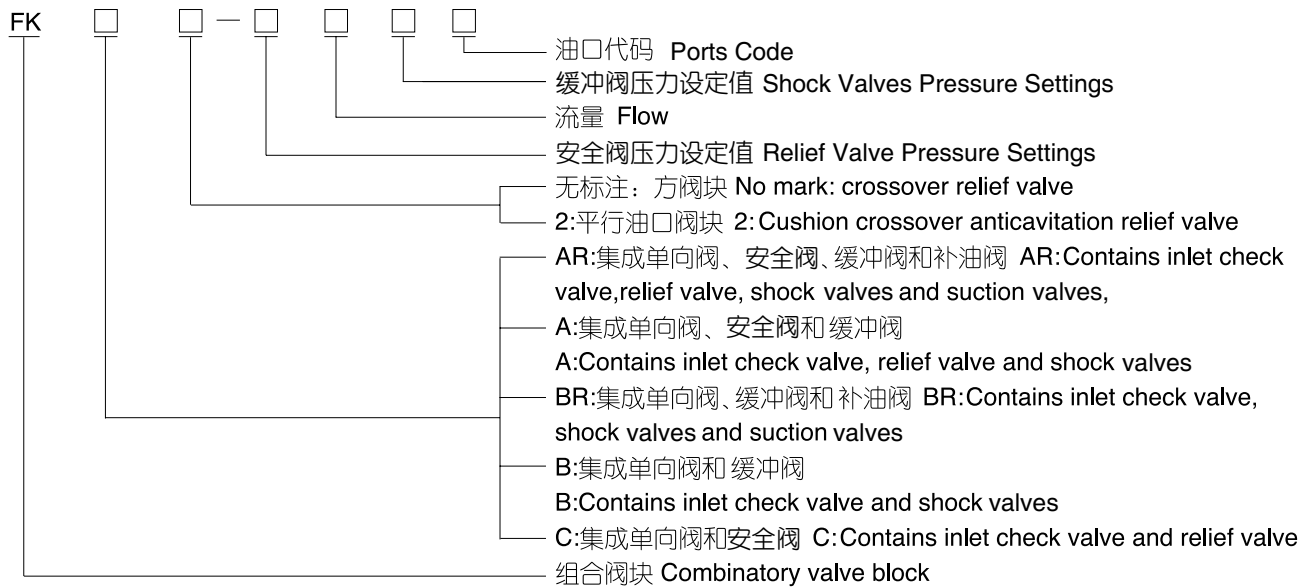 FK □ □ — □ □ □ □
油口代码 Ports Code
缓冲阀压力设定值 Shock Valves Pressure Settings
流量 Flow
安全阀压力设定值 Relief Valve Pressure Settings
无标注：方阀块 No mark: crossover relief valve
2:平行油口阀块 2: Cushion crossover anticavitation relief valve
AR:集成单向阀、安全阀、缓冲阀和补油阀 AR:Contains inlet check
valve,relief valve, shock valves and suction valves,
A:集成单向阀、安全阀和缓冲阀
A:Contains inlet check valve, relief valve and shock valves
BR:集成单向阀、缓冲阀和补油阀 BR:Contains inlet check valve,
shock valves and suction valves
B:集成单向阀和缓冲阀
B:Contains inlet check valve and shock valves
C:集成单向阀和安全阀 C:Contains inlet check valve and relief valve
组合阀块 Combinatory valve block